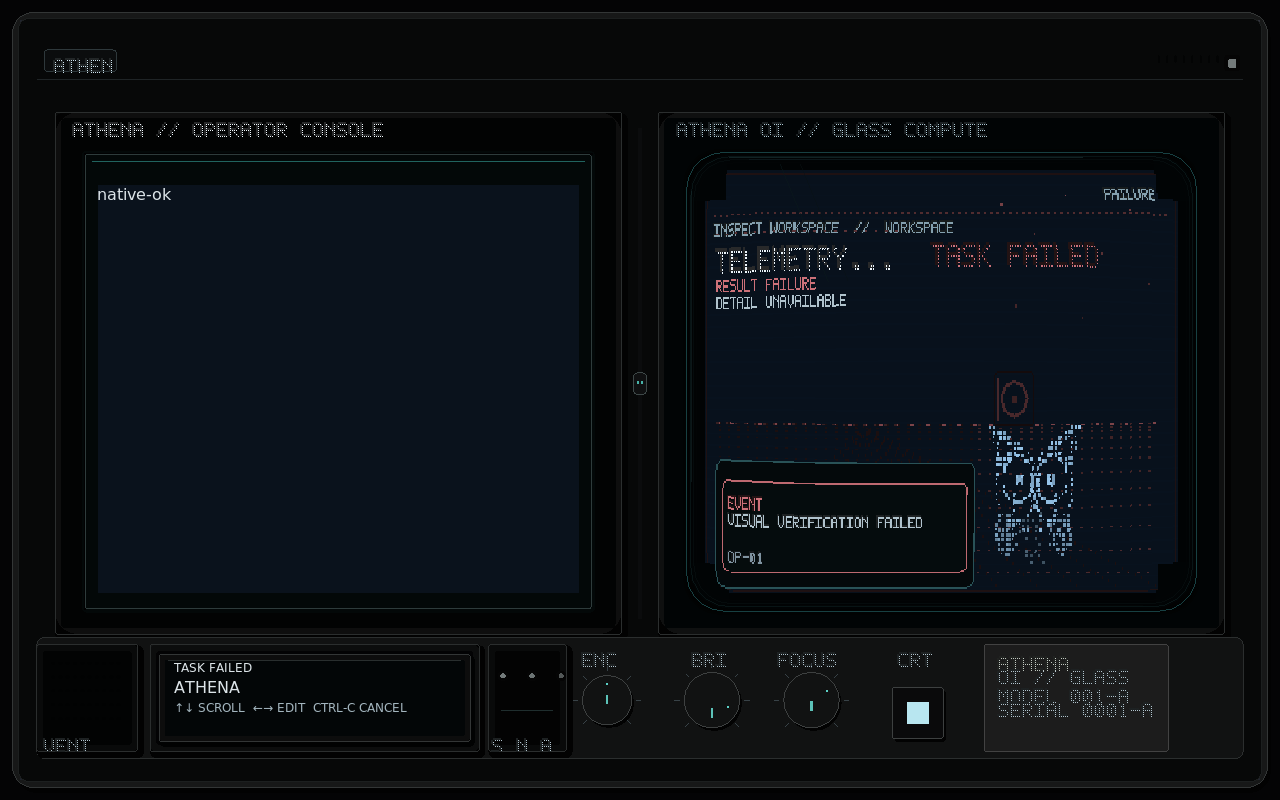 ATHEN
ATHENA // OPERATOR CONSOLE
native-ok
ATHENA OI // GLASS COMPUTE
FAILURE
INSPECT WORKSPACE // WORKSPACE
TELEMETRY... TASK FAILED
RESULT FAILURE
DETAIL UNAVAILABLE
EVENT
VISUAL VERIFICATION FAILED
OP-01
VENT
TASK FAILED
ATHENA
↑↓ SCROLL ←→ EDIT CTRL-C CANCEL
S N A
ENC
BRI
FOCUS
CRT
ATHENA
OI // GLASS
MODEL 001-A
SERIAL 0001-A